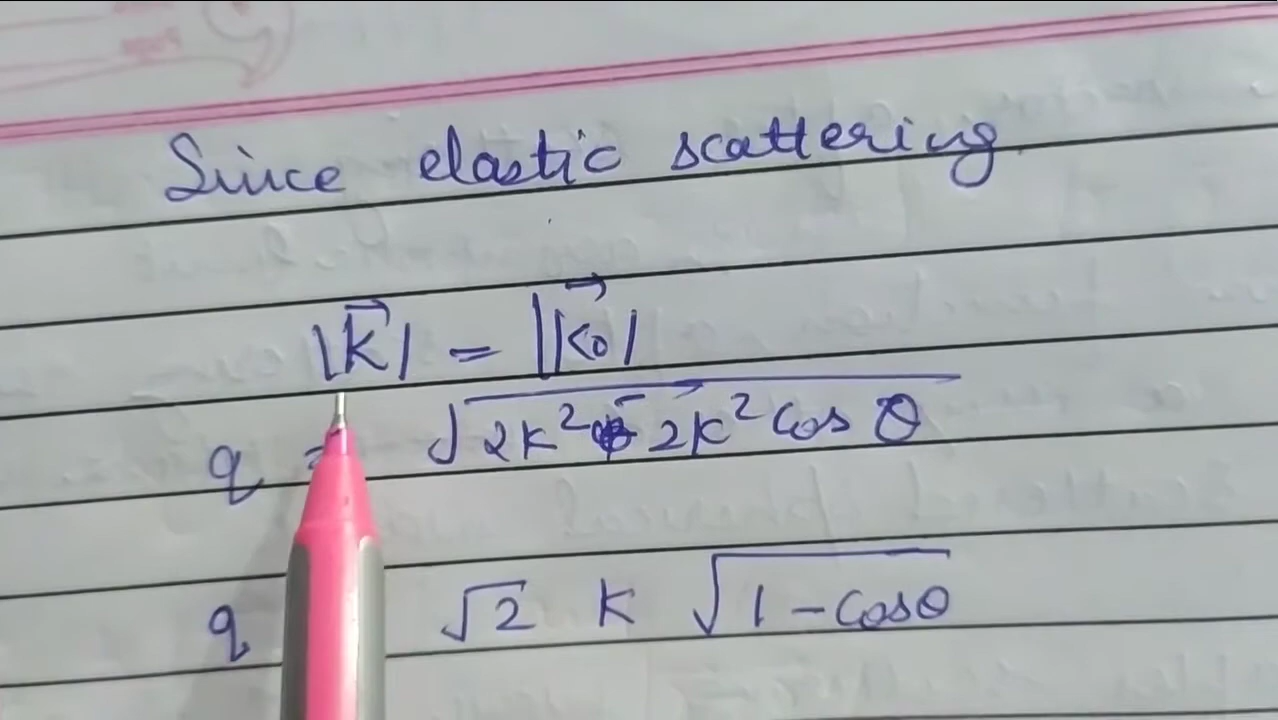 Since elastic scattering
|k⃗| = |k⃗₀|
q = √(2k² - 2k² cos θ)
q √2 k √(1 - cosθ)